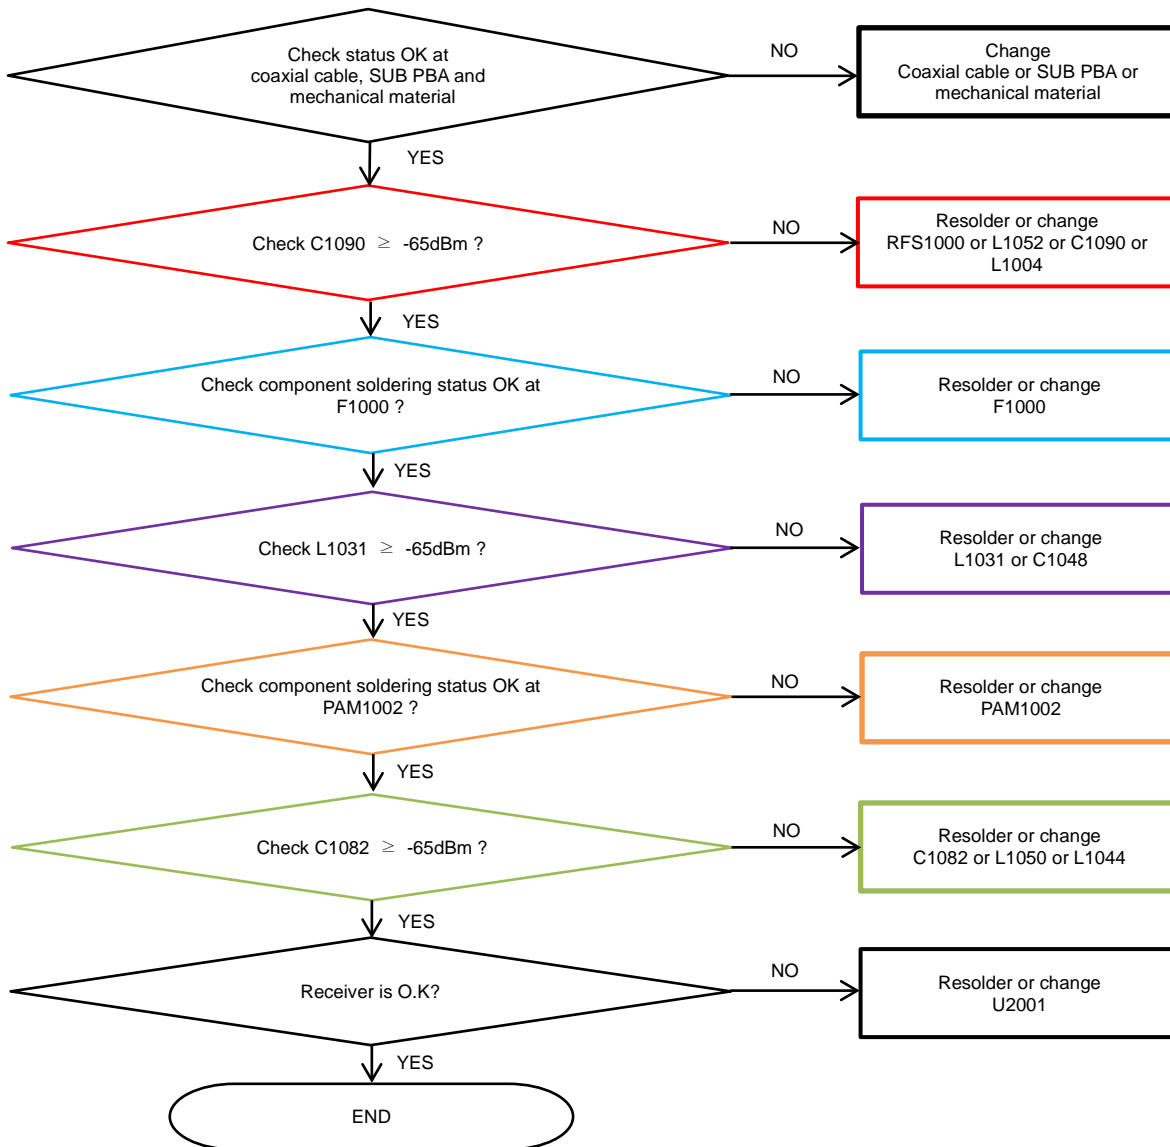 Check status OK at
coaxial cable, SUB PBA and
mechanical material
NO
Change
Coaxial cable or SUB PBA or
mechanical material
YES
Check C1090 ≥ -65dBm ?
NO
Resolder or change
RFS1000 or L1052 or C1090 or
L1004
YES
Check component soldering status OK at
F1000 ?
NO
Resolder or change
F1000
YES
Check L1031 ≥ -65dBm ?
NO
Resolder or change
L1031 or C1048
YES
Check component soldering status OK at
PAM1002 ?
NO
Resolder or change
PAM1002
YES
Check C1082 ≥ -65dBm ?
NO
Resolder or change
C1082 or L1050 or L1044
YES
Receiver is O.K?
NO
Resolder or change
U2001
YES
END